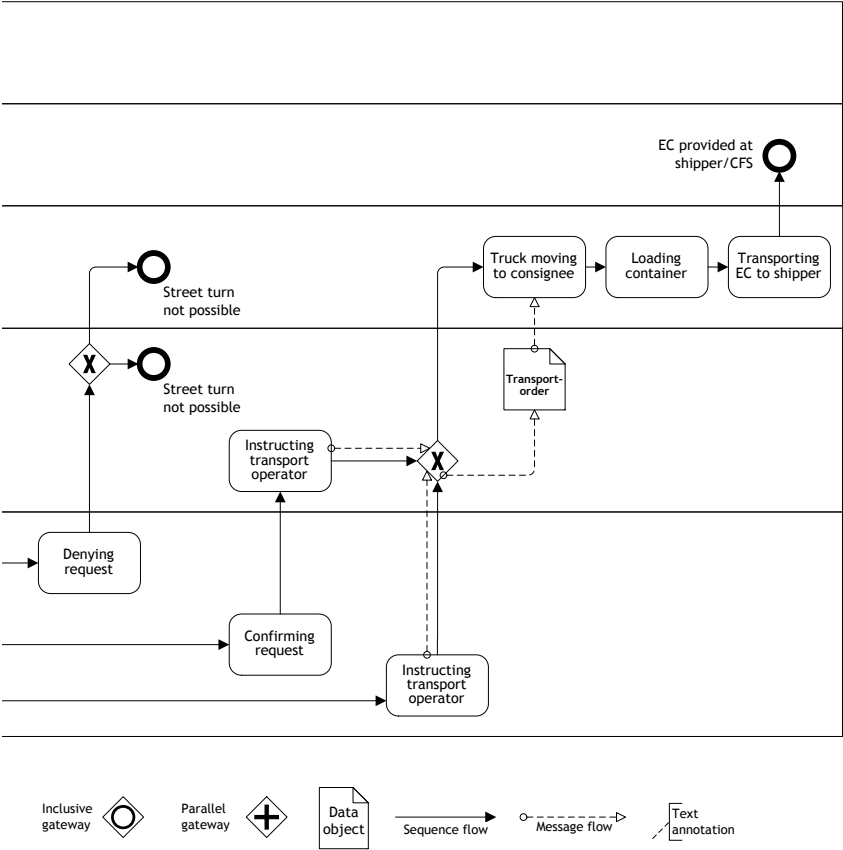 EC provided at
shipper/CFS
Truck moving
to consignee
Loading
container
Transporting
EC to shipper
Street turn
not possible
X
Street turn
not possible
Transport-
order
Instructing
transport
operator
X
Denying
request
Confirming
request
Instructing
transport
operator
Inclusive
gateway
Parallel
gateway
Data
object
Sequence flow
Message flow
Text
annotation